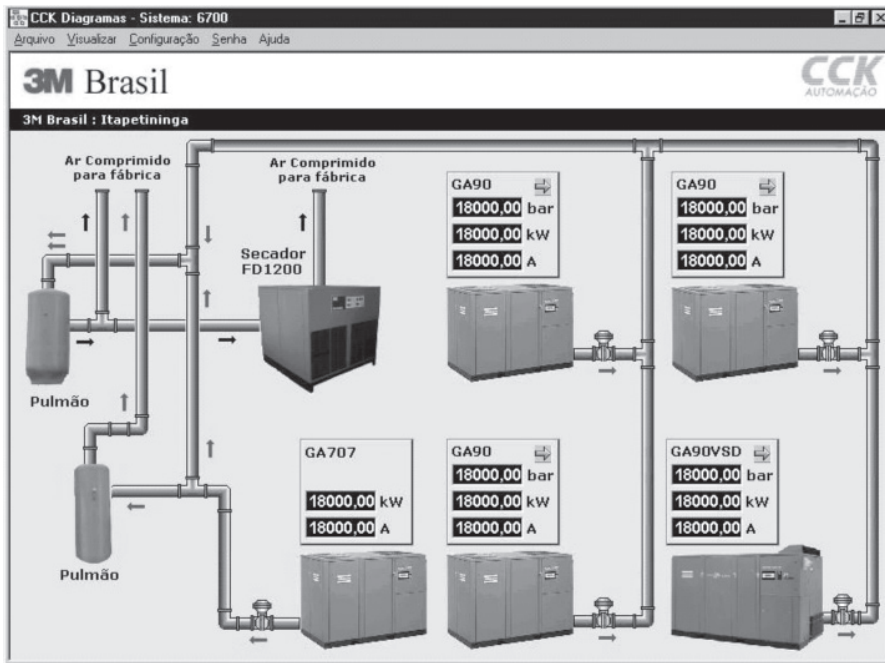 CCK Diagramas - Sistema: 6700
Arquivo Visualizar Configuração Senha Ajuda
3M Brasil
CCK
AUTOMAÇÃO
3M Brasil : Itapetininga
Ar Comprimido
para fábrica
Ar Comprimido
para fábrica
Secador
FD1200
GA90
18000,00 bar
18000,00 kW
18000,00 A
GA90
18000,00 bar
18000,00 kW
18000,00 A
Pulmão
Pulmão
GA707
18000,00 kW
18000,00 A
GA90
18000,00 bar
18000,00 kW
18000,00 A
GA90VSD
18000,00 bar
18000,00 kW
18000,00 A